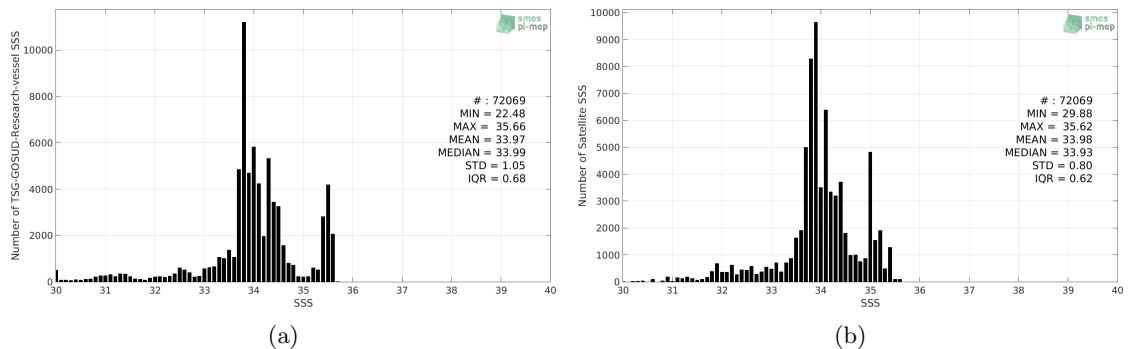 Number of TSG-GOSUD-Research-vessel SSS
10000
8000
6000
4000
2000
0
smos
pi-mep
# : 72069
MIN = 22.48
MAX = 35.66
MEAN = 33.97
MEDIAN = 33.99
STD = 1.05
IQR = 0.68
30 31 32 33 34 35 36 37 38 39 40
SSS
(a)
Number of Satellite SSS
10000
9000
8000
7000
6000
5000
4000
3000
2000
1000
0
smos
pi-mep
# : 72069
MIN = 29.88
MAX = 35.62
MEAN = 33.98
MEDIAN = 33.93
STD = 0.80
IQR = 0.62
30 31 32 33 34 35 36 37 38 39 40
SSS
(b)